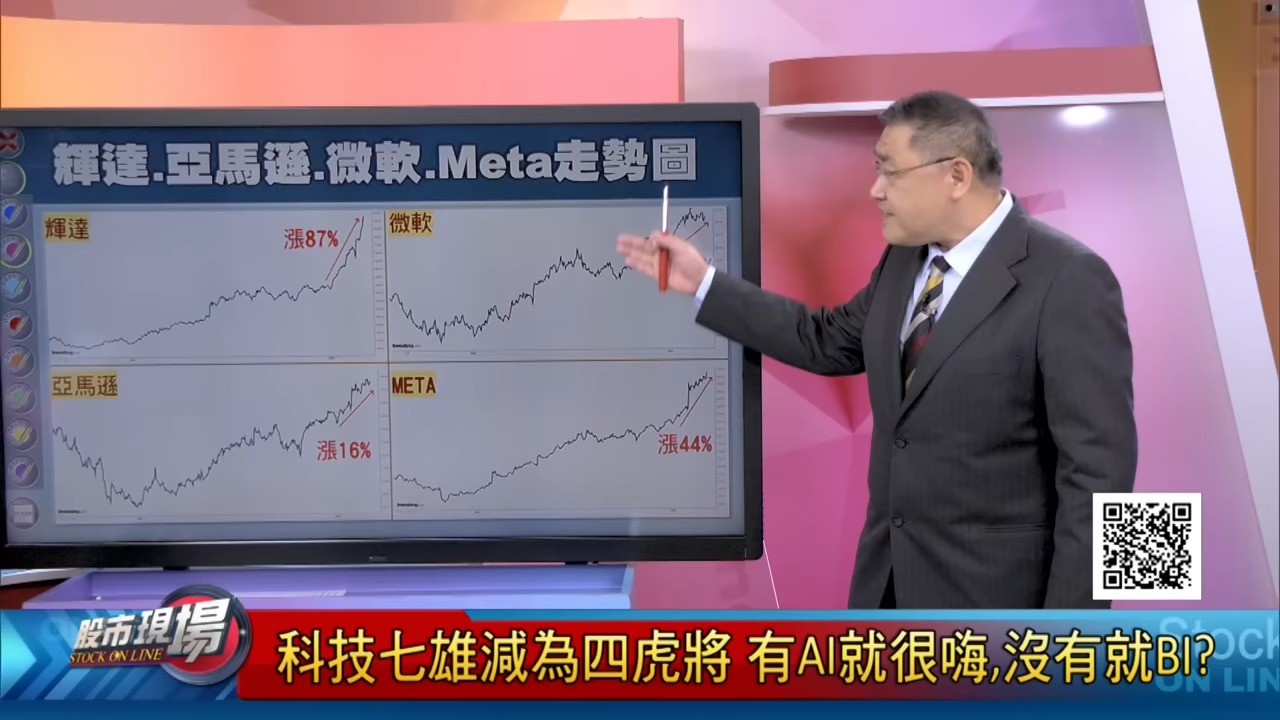 輝達.亞馬遜.微軟.Meta走勢圖
輝達
漲87%
微軟
亞馬遜
漲16%
META
漲44%
股市現場
STOCK ON LINE
科技七雄減為四虎將 有AI就很嗨,沒有就BI?
Stock
ON LIN